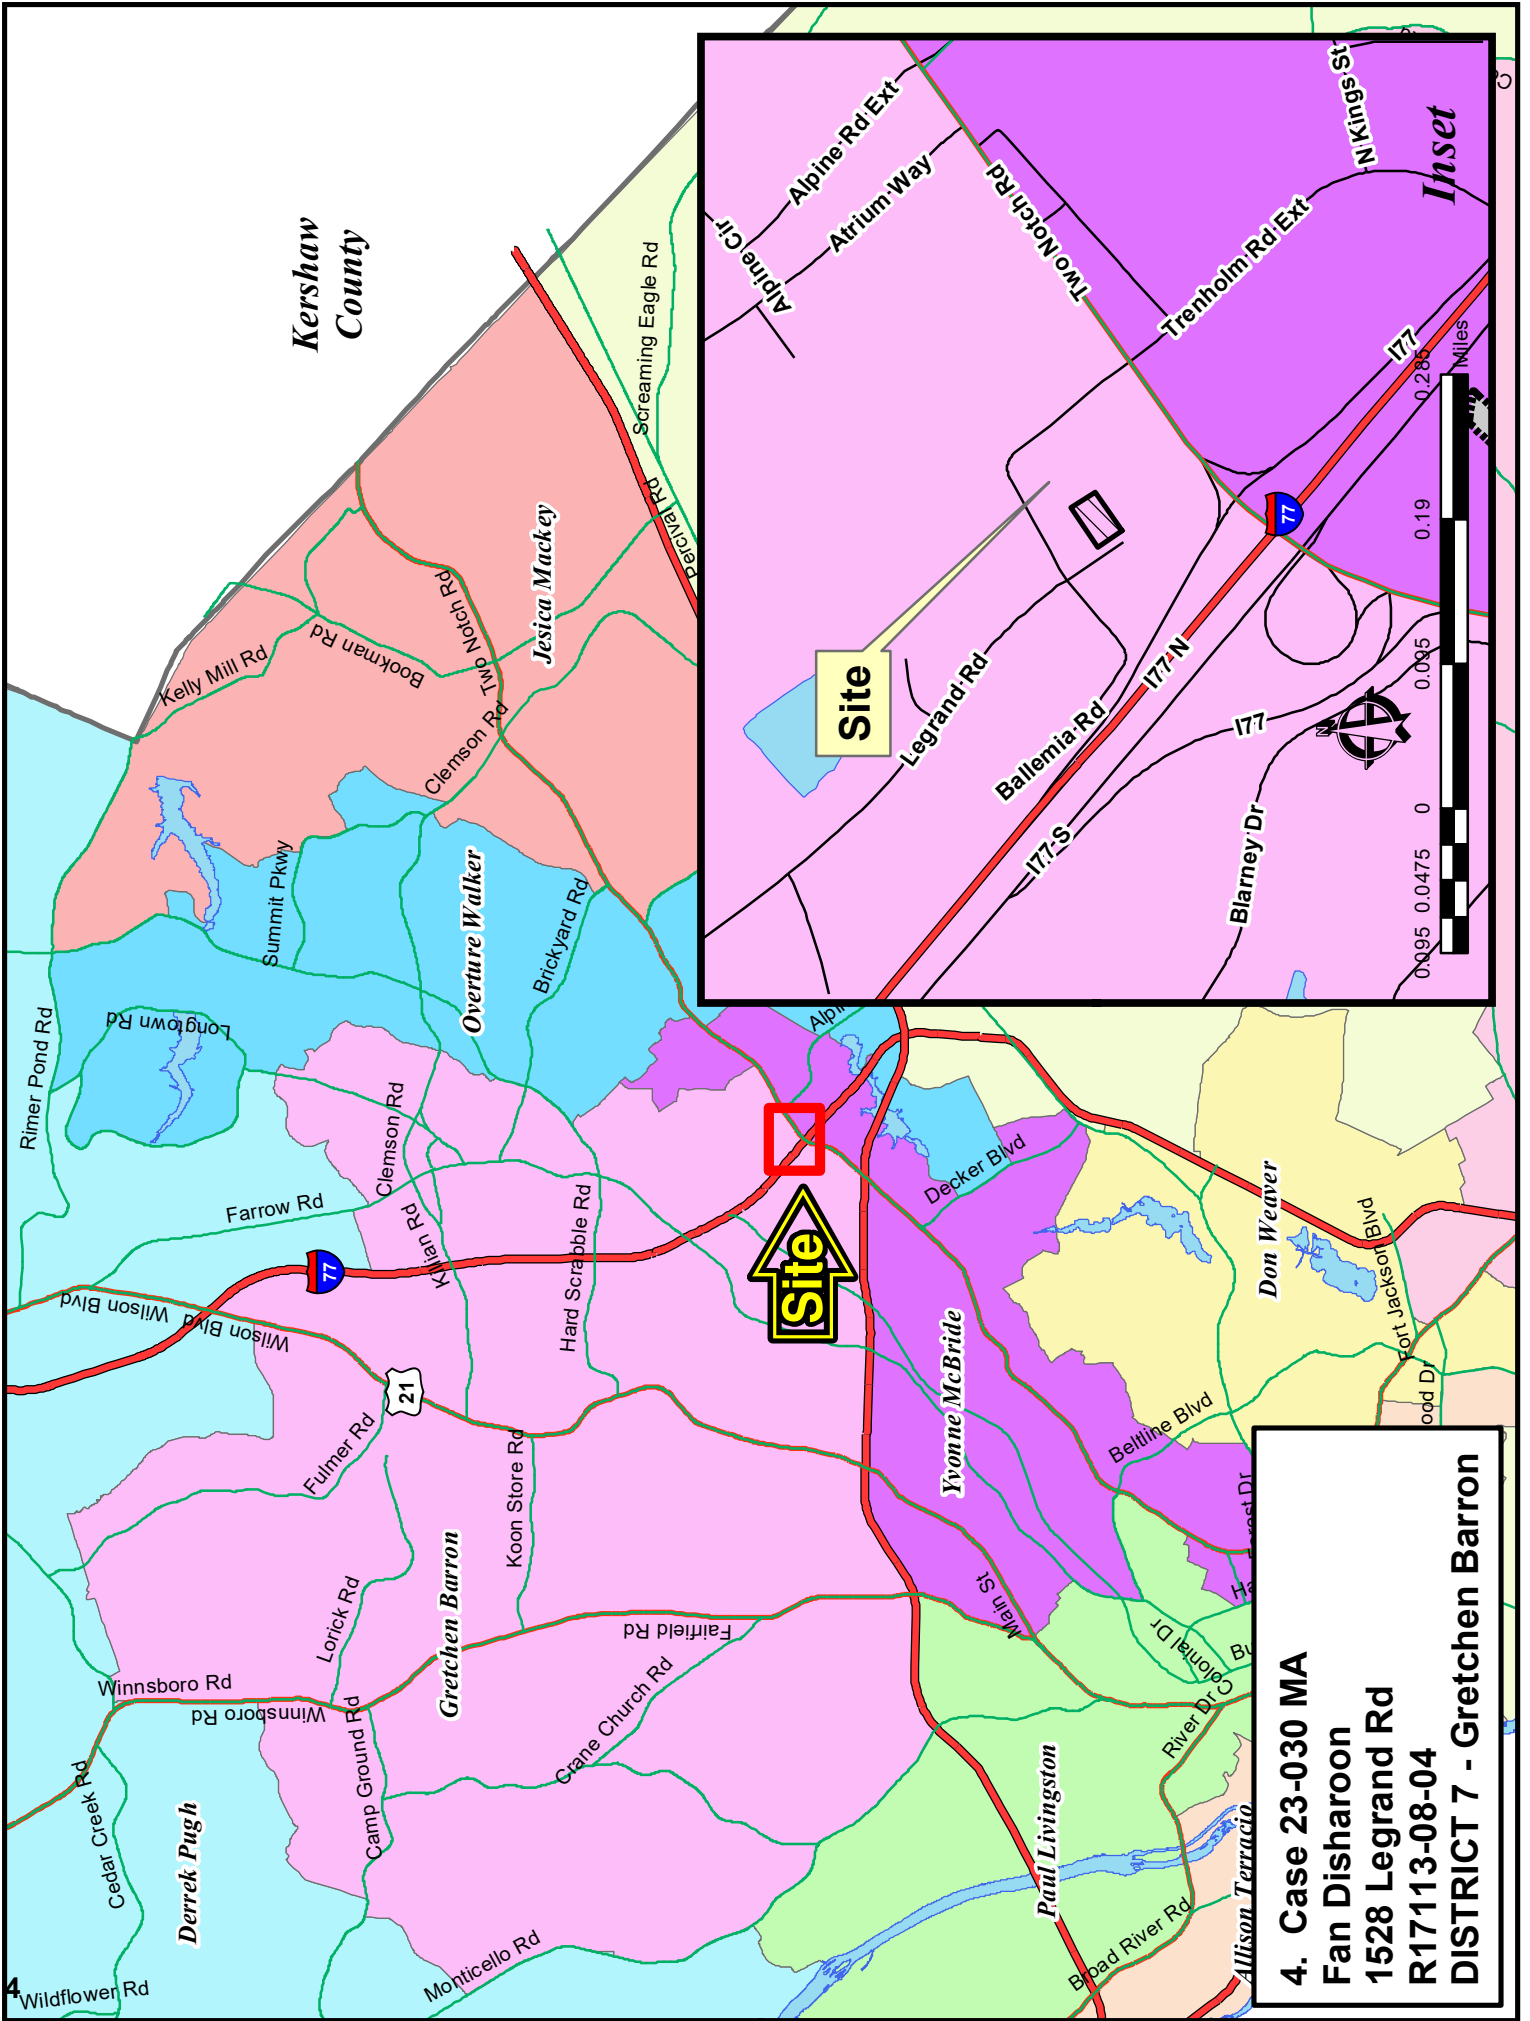 4
Kershaw
County
Jesica Mackey
Overture Walker
Gretchen Barron
Derrek Pugh
Yvonne McBride
Don Weaver
Paul Livingston
Allison Terracio
Kelly Mill Rd
Bookman Rd
Two Notch Rd
Clemson Rd
Percival Rd
Screaming Eagle Rd
Summit Pkwy
Brickyard Rd
Longtown Rd
Rimer Pond Rd
Clemson Rd
Farrow Rd
Killian Rd
Hard Scrabble Rd
77
Wilson Blvd
Wilson Blvd
Wilson Blvd
21
Fulmer Rd
Koon Store Rd
Lorick Rd
Fairfield Rd
Winnsboro Rd
Winnsboro Rd
Winnsboro Rd
Camp Ground Rd
Crane Church Rd
Cedar Creek Rd
Wildflower Rd
Monticello Rd
Main St
Decker Blvd
Beltline Blvd
Fort Jackson Blvd
Colonial Dr
River Dr
Broad River Rd
Site
Inset
Alpine Rd Ext
Atrium Way
Alpine Cir
Two Notch Rd
N Kings St
Trenholm Rd Ext
I77
77
Site
Legrand Rd
Ballemia Rd
I77 N
I77
I77 S
Blarney Dr
N
0.095 0.0475 0 0.095 0.19 0.285
Miles
4. Case 23-030 MA
Fan Disharoon
1528 Legrand Rd
R17113-08-04
DISTRICT 7 - Gretchen Barron